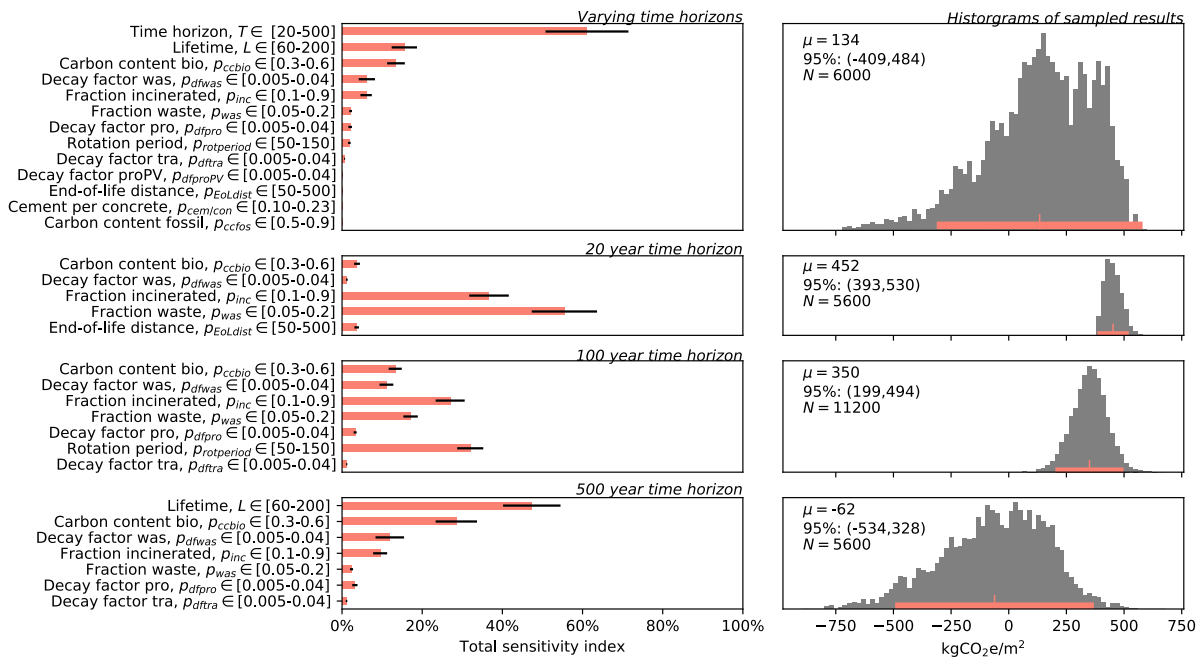 Varying time horizons
Time horizon, T ∈ [20-500]
Lifetime, L ∈ [60-200]
Carbon content bio, p_ccbio ∈ [0.3-0.6]
Decay factor was, p_dfwas ∈ [0.005-0.04]
Fraction incinerated, p_inc ∈ [0.1-0.9]
Fraction waste, p_was ∈ [0.05-0.2]
Decay factor pro, p_dfpro ∈ [0.005-0.04]
Rotation period, p_rotperiod ∈ [50-150]
Decay factor tra, p_dftra ∈ [0.005-0.04]
Decay factor proPV, p_dfproPV ∈ [0.005-0.04]
End-of-life distance, p_EoLdist ∈ [50-500]
Cement per concrete, p_cem/con ∈ [0.10-0.23]
Carbon content fossil, p_ccfos ∈ [0.5-0.9]
Historgrams of sampled results
μ = 134
95%: (-409,484)
N = 6000
20 year time horizon
Carbon content bio, p_ccbio ∈ [0.3-0.6]
Decay factor was, p_dfwas ∈ [0.005-0.04]
Fraction incinerated, p_inc ∈ [0.1-0.9]
Fraction waste, p_was ∈ [0.05-0.2]
End-of-life distance, p_EoLdist ∈ [50-500]
μ = 452
95%: (393,530)
N = 5600
100 year time horizon
Carbon content bio, p_ccbio ∈ [0.3-0.6]
Decay factor was, p_dfwas ∈ [0.005-0.04]
Fraction incinerated, p_inc ∈ [0.1-0.9]
Fraction waste, p_was ∈ [0.05-0.2]
Decay factor pro, p_dfpro ∈ [0.005-0.04]
Rotation period, p_rotperiod ∈ [50-150]
Decay factor tra, p_dftra ∈ [0.005-0.04]
μ = 350
95%: (199,494)
N = 11200
500 year time horizon
Lifetime, L ∈ [60-200]
Carbon content bio, p_ccbio ∈ [0.3-0.6]
Decay factor was, p_dfwas ∈ [0.005-0.04]
Fraction incinerated, p_inc ∈ [0.1-0.9]
Fraction waste, p_was ∈ [0.05-0.2]
Decay factor pro, p_dfpro ∈ [0.005-0.04]
Decay factor tra, p_dftra ∈ [0.005-0.04]
0% 20% 40% 60% 80% 100%
Total sensitivity index
μ = -62
95%: (-534,328)
N = 5600
−750 −500 −250 0 250 500 750
kgCO₂e/m²